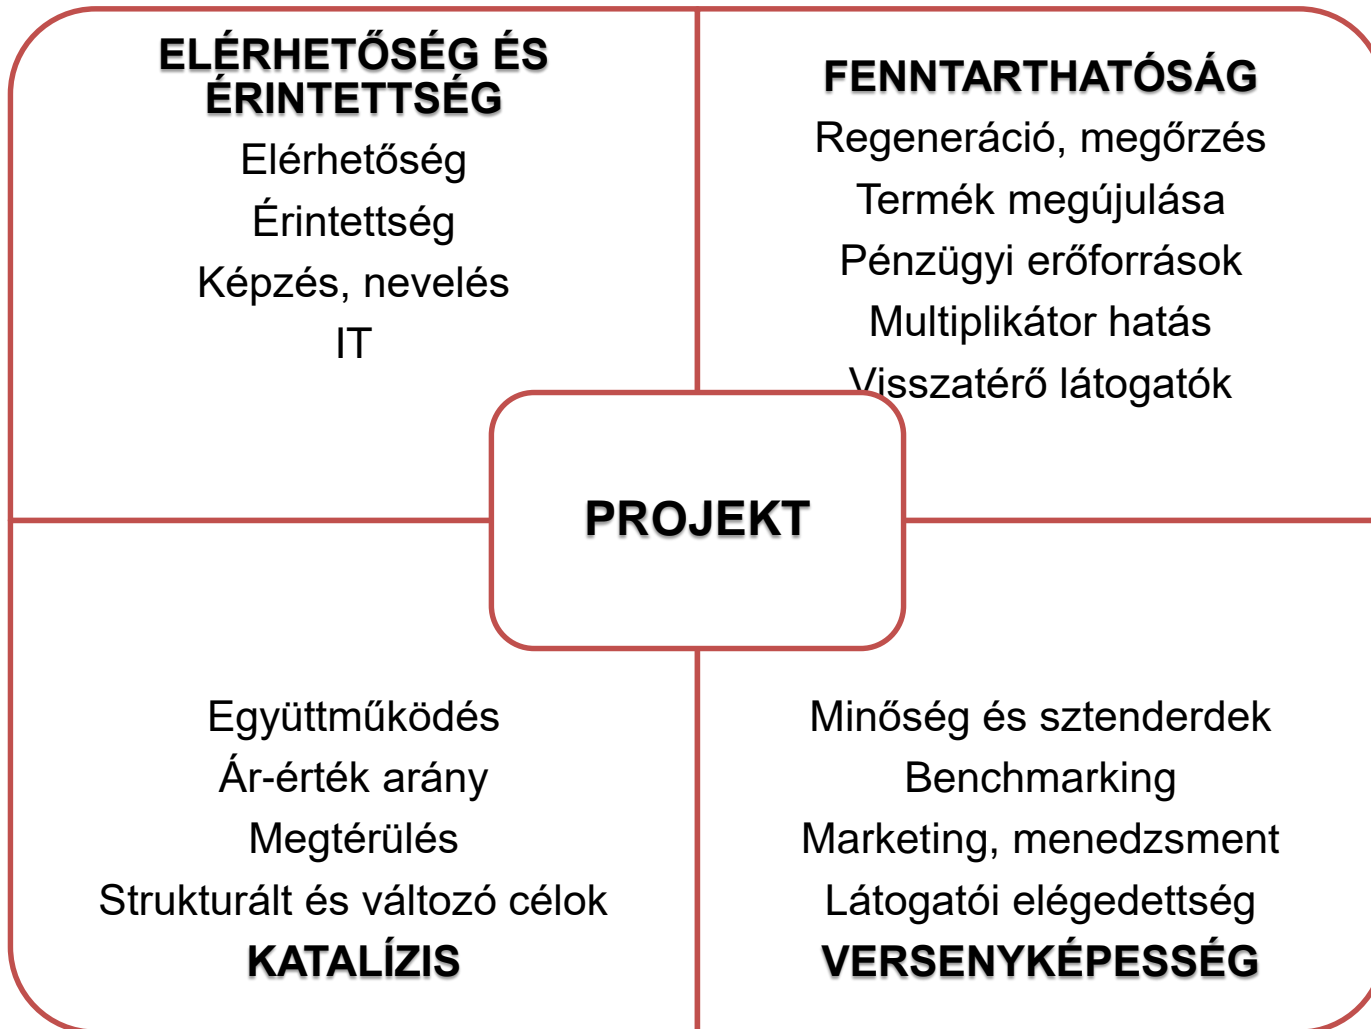 ELÉRHETŐSÉG ÉS
ÉRINTETTSÉG
Elérhetőség
Érintettség
Képzés, nevelés
IT
FENNTARTHATÓSÁG
Regeneráció, megőrzés
Termék megújulása
Pénzügyi erőforrások
Multiplikátor hatás
Visszatérő látogatók
PROJEKT
Együttműködés
Ár-érték arány
Megtérülés
Strukturált és változó célok
KATALÍZIS
Minőség és sztenderdek
Benchmarking
Marketing, menedzsment
Látogatói elégedettség
VERSENYKÉPESSÉG